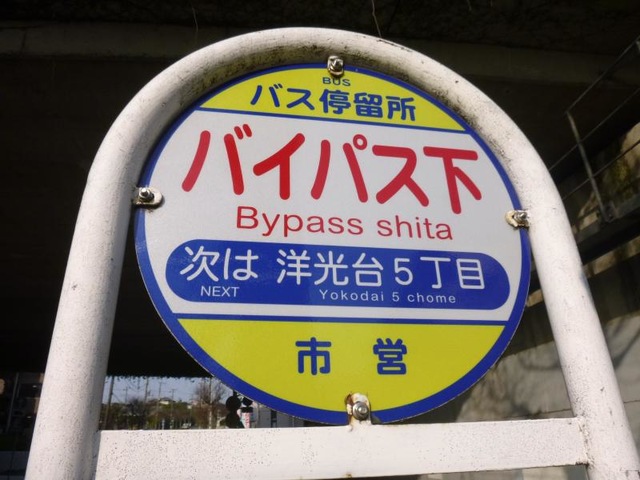 BUS
バス停留所
バイパス下
Bypass shita
次は 洋光台5丁目
NEXT Yokodai 5 chome
市営